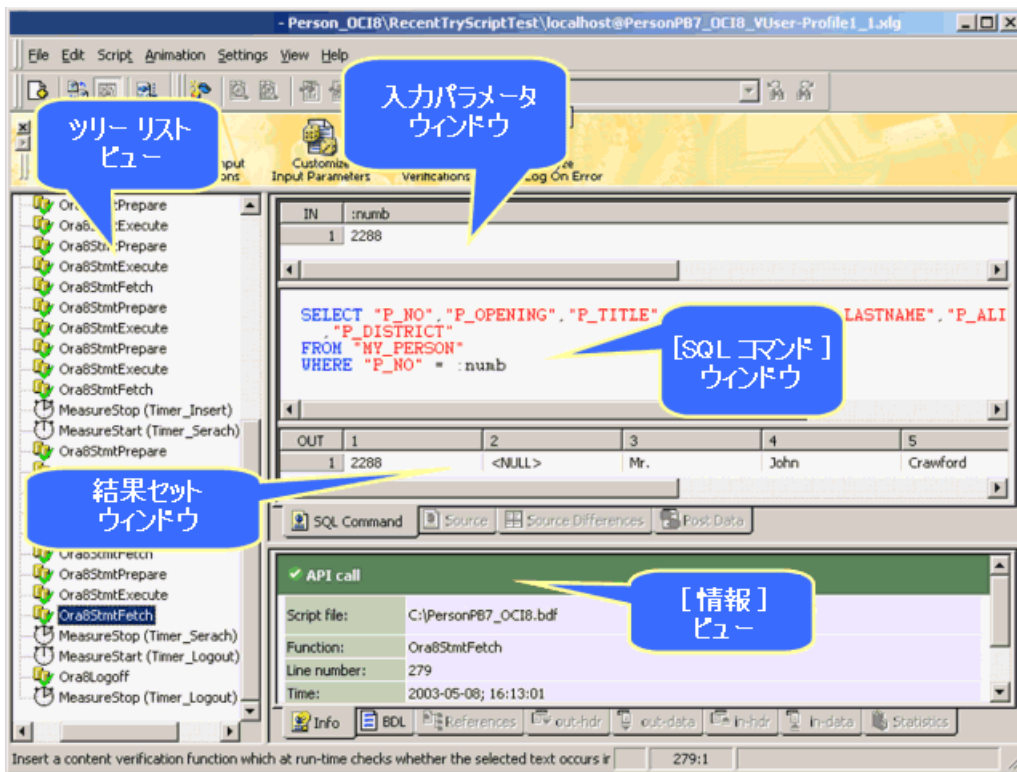 - Person_OCI8\RecentTryScriptTest\localhost@PersonPB7_OCI8_VUser-Profile1_1.xlg
File Edit Script Animation Settings View Help
ツリー リスト
ビュー
入力パラメータ
ウィンドウ
Customize
Input Parameters
Verifications
Log On Error
Ora8StmtExecute
Ora8StmtPrepare
Ora8StmtExecute
Ora8StmtFetch
Ora8StmtPrepare
Ora8StmtExecute
Ora8StmtPrepare
Ora8StmtExecute
Ora8StmtFetch
MeasureStop (Timer_Insert)
MeasureStart (Timer_Serach)
Ora8StmtPrepare
結果セット
ウィンドウ
Ora8StmtFetch
Ora8StmtPrepare
Ora8StmtExecute
Ora8StmtFetch
MeasureStop (Timer_Serach)
MeasureStart (Timer_Logout)
Ora8Logoff
MeasureStop (Timer_Logout)
IN :numb
1 2288
SELECT "P_NO","P_OPENING","P_TITLE" LASTNAME","P_ALI
,"P_DISTRICT"
FROM "MY_PERSON"
WHERE "P_NO" = :numb
[SQL コマンド ]
ウィンドウ
OUT 1 2 3 4 5
1 2288 <NULL> Mr. John Crawford
SQL Command Source Source Differences Post Data
API call
[ 情報 ]
ビュー
Script file: C:\PersonPB7_OCI8.bdf
Function: Ora8StmtFetch
Line number: 279
Time: 2003-05-08; 16:13:01
Info BDL References out-hdr out-data in-hdr in-data Statistics
Insert a content verification function which at run-time checks whether the selected text occurs ir 279:1